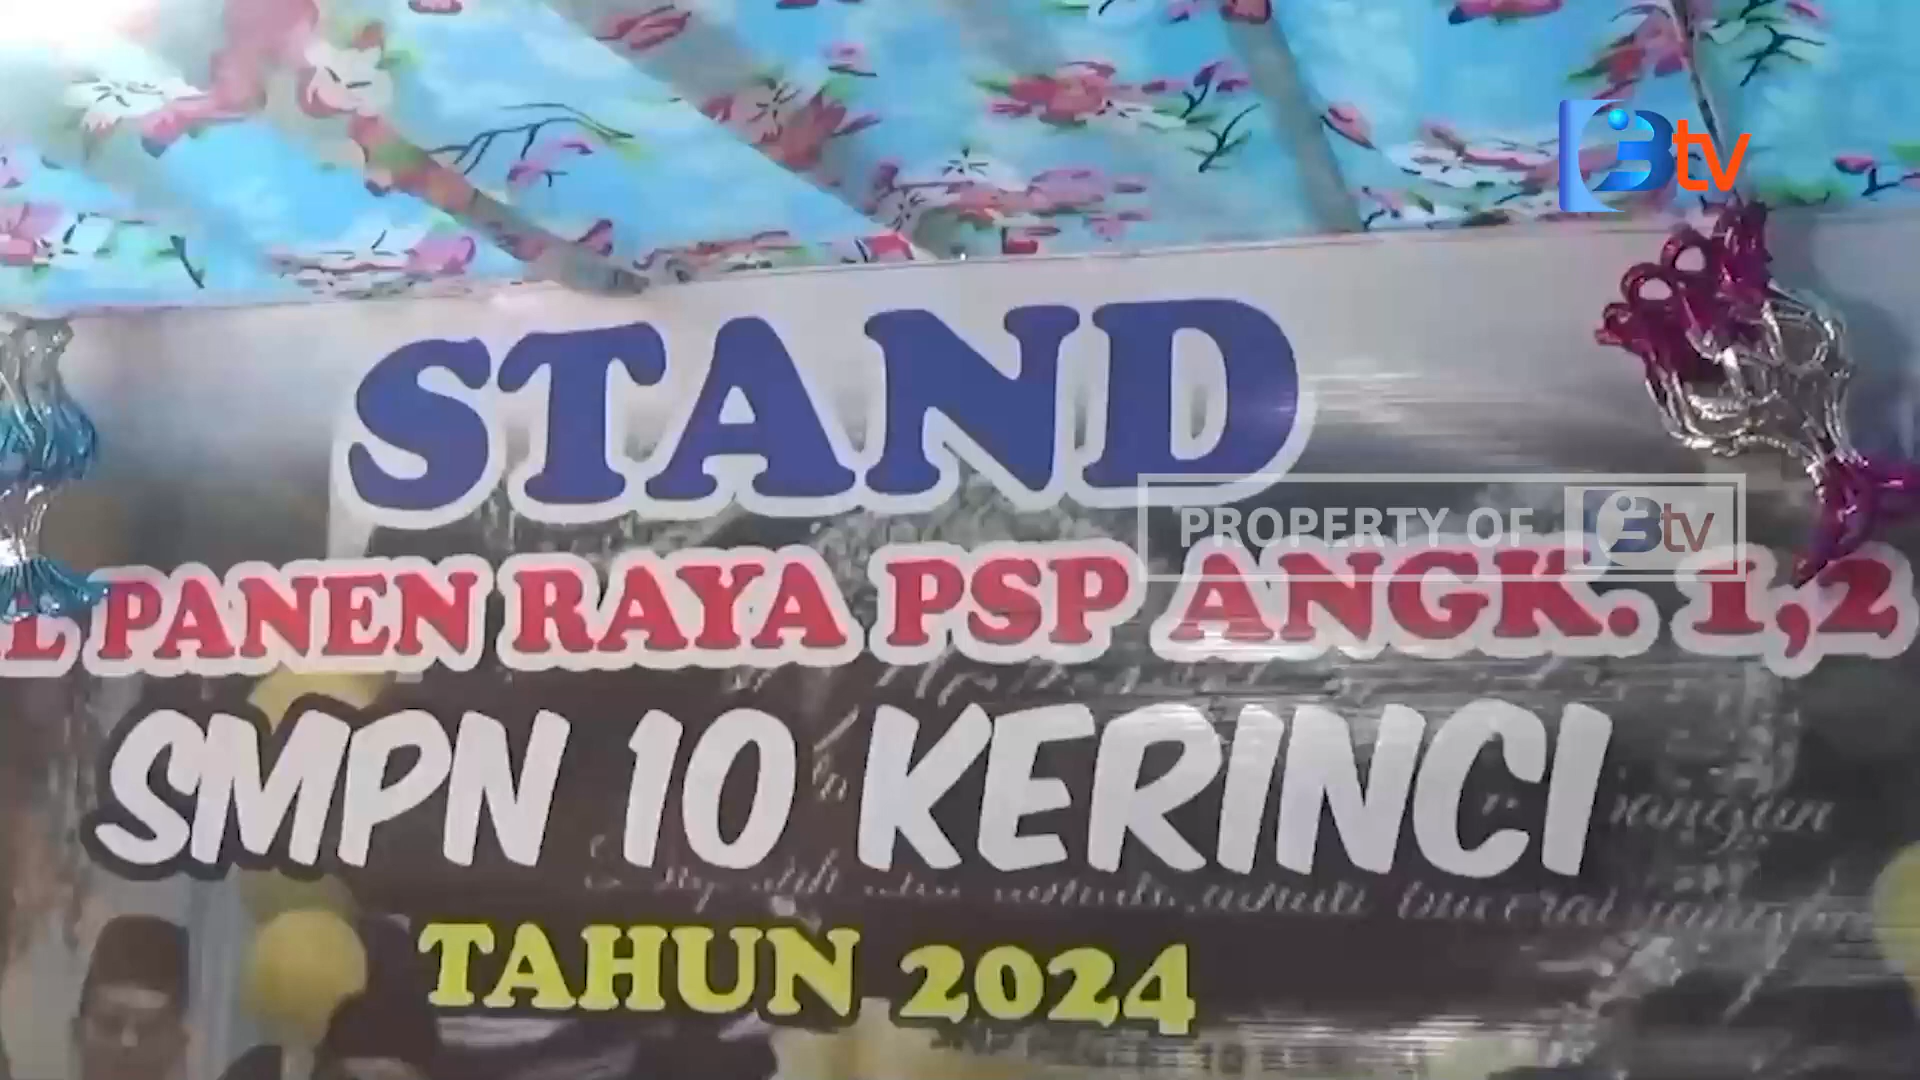 Btv
STAND
PROPERTY OF Btv
PANEN RAYA PSP ANGK. 1,2
SMPN 10 KERINCI
TAHUN 2024